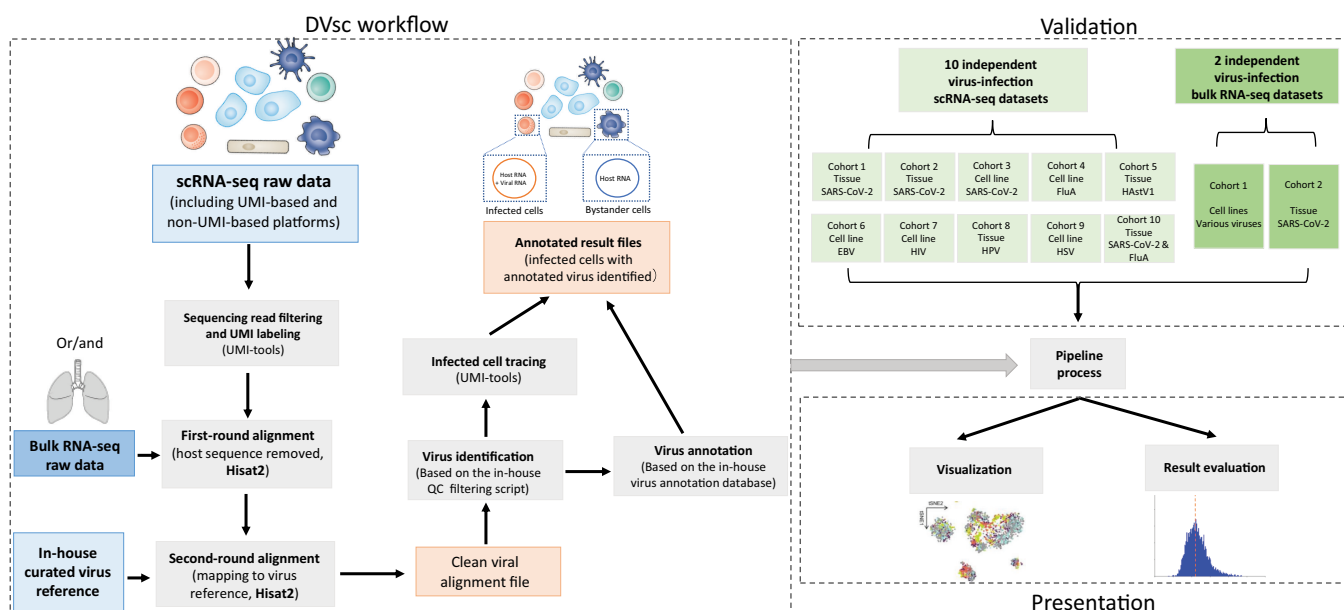 DVsc workflow
scRNA-seq raw data
(including UMI-based and
non-UMI-based platforms)
Sequencing read filtering
and UMI labeling
(UMI-tools)
Or/and
Bulk RNA-seq
raw data
First-round alignment
(host sequence removed,
Hisat2)
In-house
curated virus
reference
Second-round alignment
(mapping to virus
reference, Hisat2)
Clean viral
alignment file
Virus identification
(Based on the in-house
QC filtering script)
Infected cell tracing
(UMI-tools)
Virus annotation
(Based on the in-house
virus annotation database)
Host RNA
+ Viral RNA
Infected cells
Host RNA
Bystander cells
Annotated result files
(infected cells with
annotated virus identified)
Validation
10 independent
virus-infection
scRNA-seq datasets
2 independent
virus-infection
bulk RNA-seq datasets
Cohort 1
Tissue
SARS-CoV-2
Cohort 2
Tissue
SARS-CoV-2
Cohort 3
Cell line
SARS-CoV-2
Cohort 4
Cell line
FluA
Cohort 5
Tissue
HAstV1
Cohort 6
Cell line
EBV
Cohort 7
Cell line
HIV
Cohort 8
Tissue
HPV
Cohort 9
Cell line
HSV
Cohort 10
Tissue
SARS-CoV-2 &
FluA
Cohort 1
Cell lines
Various viruses
Cohort 2
Tissue
SARS-CoV-2
Pipeline
process
Visualization
tSNE2
tSNE1
Result evaluation
Presentation